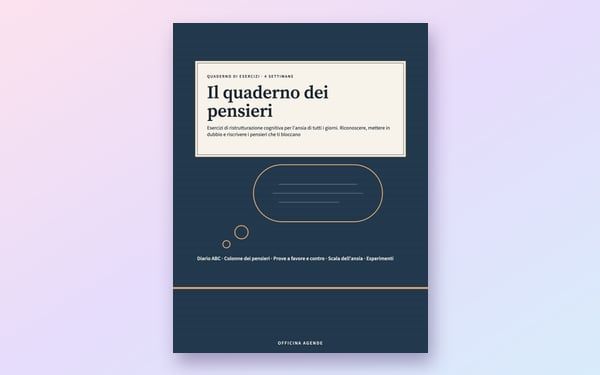 QUADERNO DI ESERCIZI · 4 SETTIMANE
Il quaderno dei
pensieri
Esercizi di ristrutturazione cognitiva per l'ansia di tutti i giorni. Riconoscere, mettere in
dubbio e riscrivere i pensieri che ti bloccano
Diario ABC · Colonne dei pensieri · Prove a favore e contro · Scala dell'ansia · Esperimenti
OFFICINA AGENDE